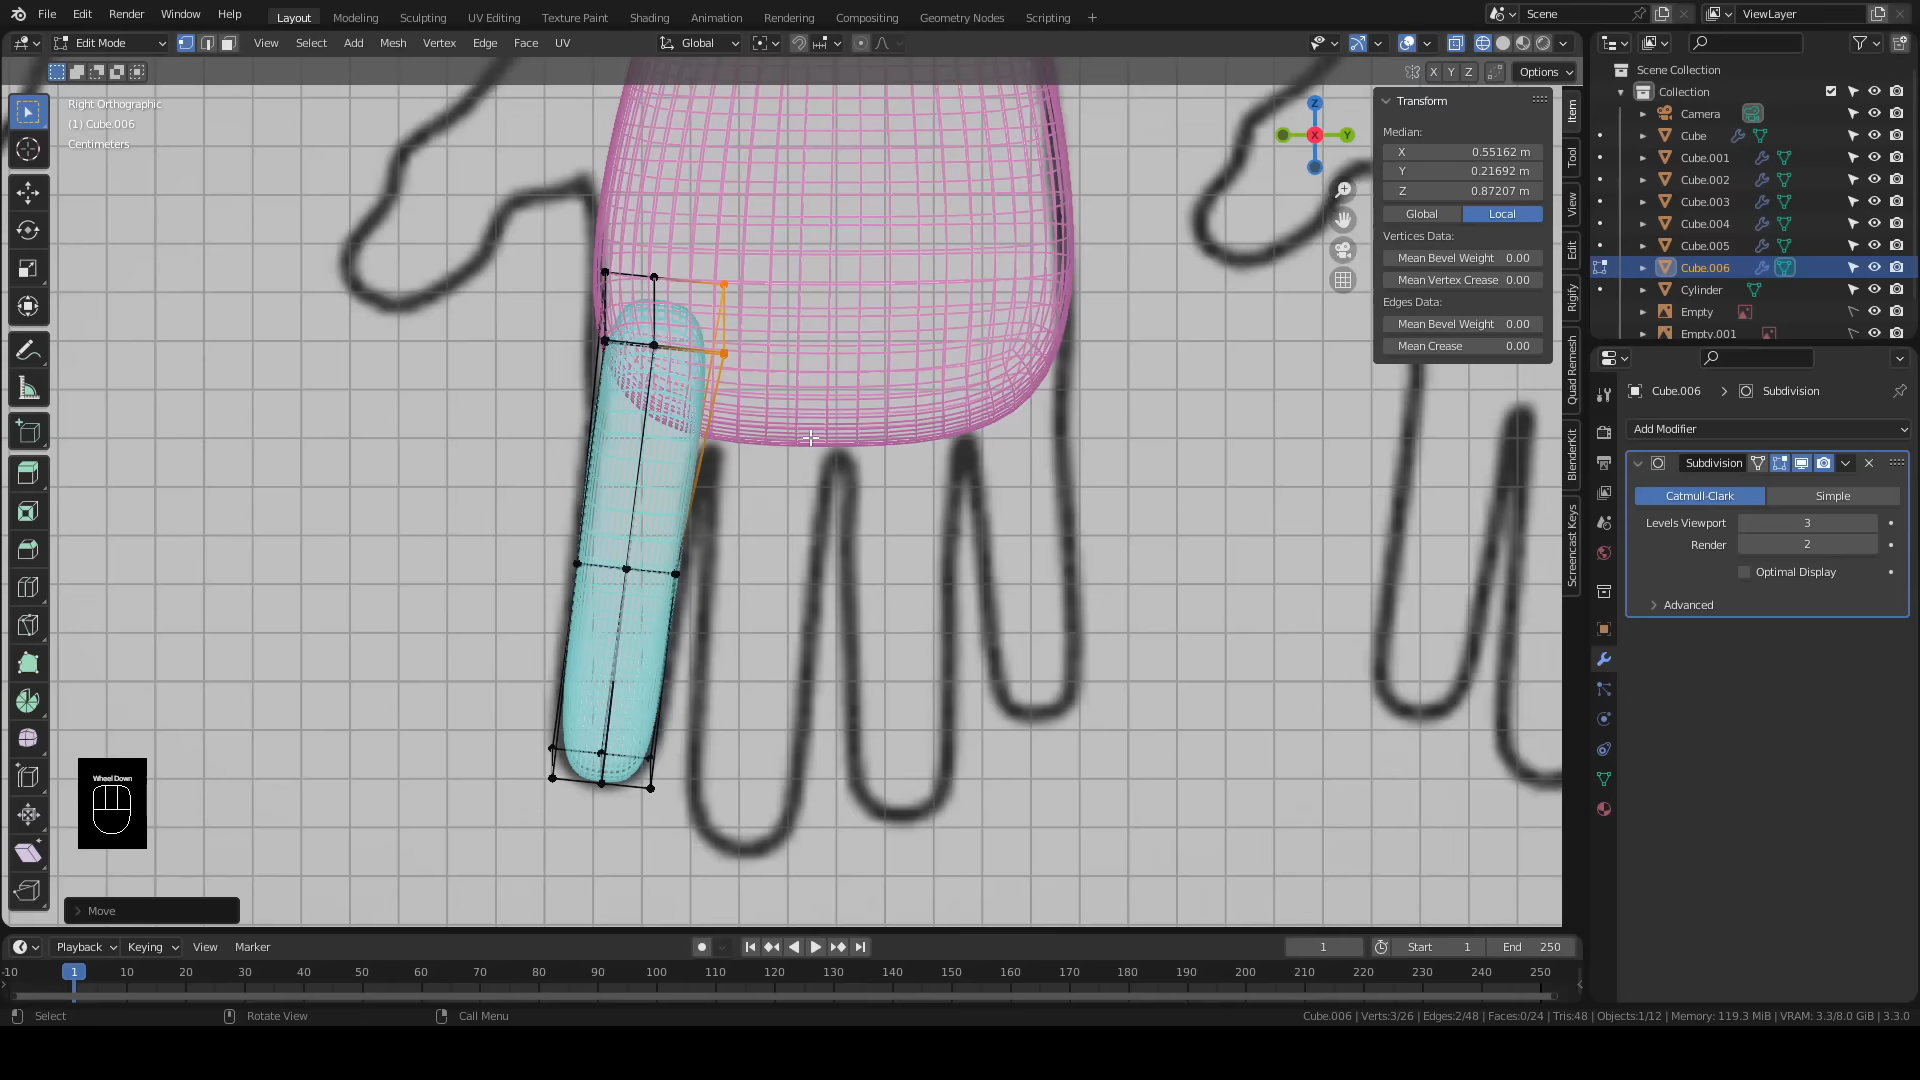 File Edit Render Window Help Layout Modeling Sculpting UV Editing Texture Paint Shading Animation Rendering Compositing Geometry Nodes Scripting + Scene ViewLayer
Edit Mode View Select Add Mesh Vertex Edge Face UV Global
X Y Z Options
Right Orthographic
(1) Cube.006
Centimeters
Transform
Median:
X 0.55162 m
Y 0.21692 m
Z 0.87207 m
Global Local
Vertices Data:
Mean Bevel Weight 0.00
Mean Vertex Crease 0.00
Edges Data:
Mean Bevel Weight 0.00
Mean Crease 0.00
Z
X
Y
Item
Tool
View
Edit
Rigify
Quad Remesh
BlenderKit
Screencast Keys
Scene Collection
Collection
Camera
Cube
Cube.001
Cube.002
Cube.003
Cube.004
Cube.005
Cube.006
Cylinder
Empty
Empty.001
Cube.006 > Subdivision
Add Modifier
Subdivision
Catmull-Clark Simple
Levels Viewport 3
Render 2
Optimal Display
Advanced
Wheel Down
Move
Playback Keying View Marker 1 Start 1 End 250
-10 1 10 20 30 40 50 60 70 80 90 100 110 120 130 140 150 160 170 180 190 200 210 220 230 240 250
Select Rotate View Call Menu Cube.006 | Verts:3/26 | Edges:2/48 | Faces:0/24 | Tris:48 | Objects:1/12 | Memory: 119.3 MiB | VRAM: 3.3/8.0 GiB | 3.3.0